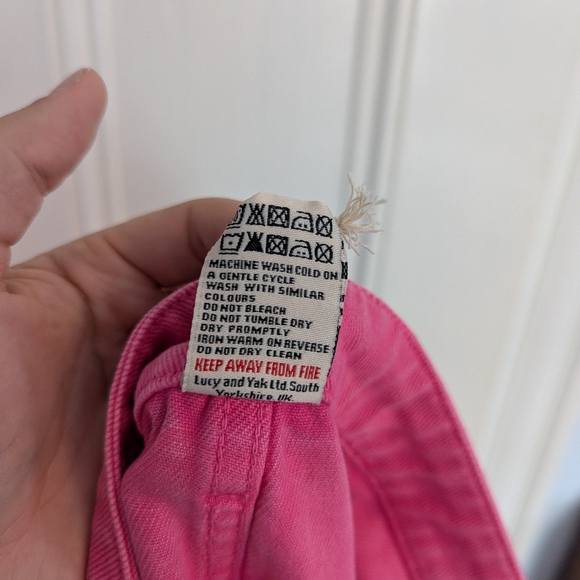 MACHINE WASH COLD ON
A GENTLE CYCLE
WASH WITH SIMILAR
COLOURS
DO NOT BLEACH
DO NOT TUMBLE DRY
DRY PROMPTLY
IRON WARM ON REVERSE
DO NOT DRY CLEAN
KEEP AWAY FROM FIRE
Lucy and Yak Ltd.South
Yorkshire, UK